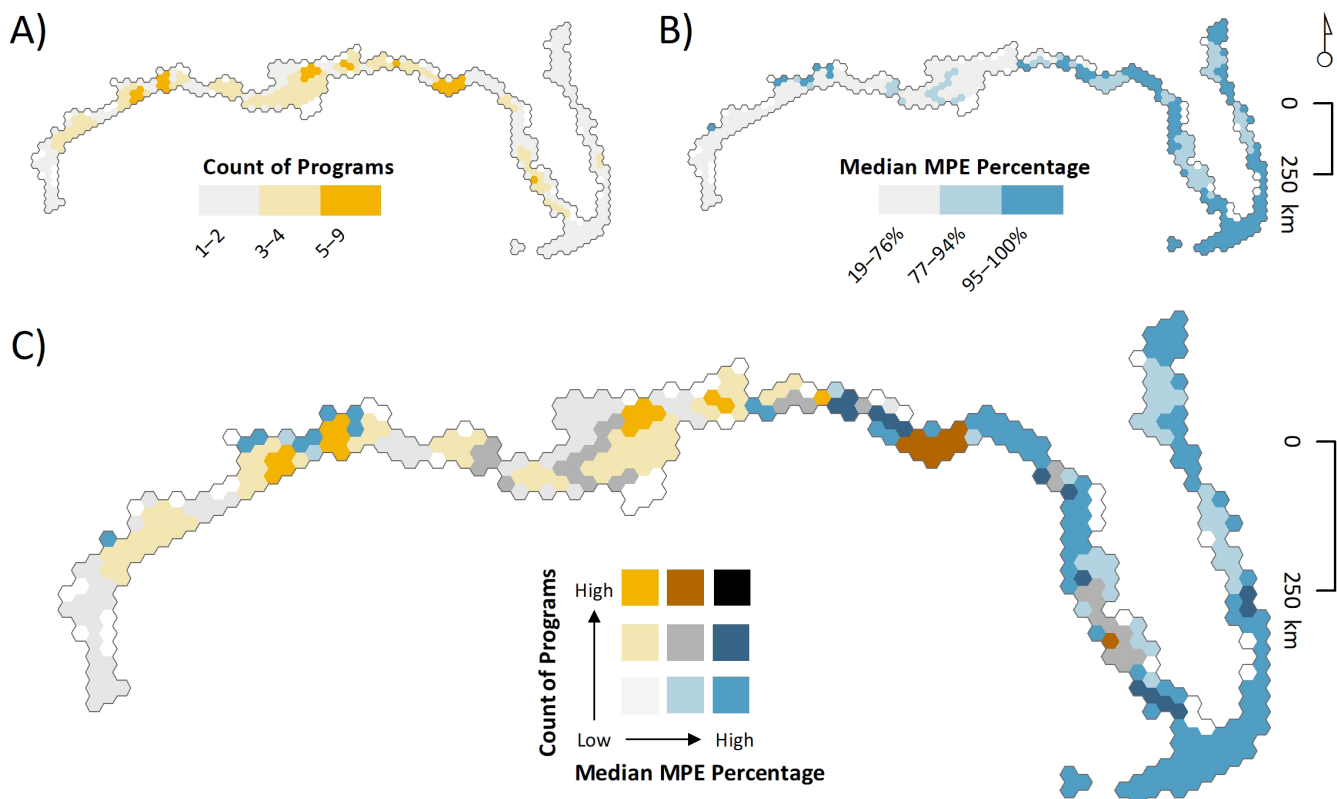 A)
B)
Count of Programs
1–2
3–4
5–9
Median MPE Percentage
19–76%
77–94%
95–100%
0
250 km
C)
0
250 km
Count of Programs
High
Low
High
Median MPE Percentage